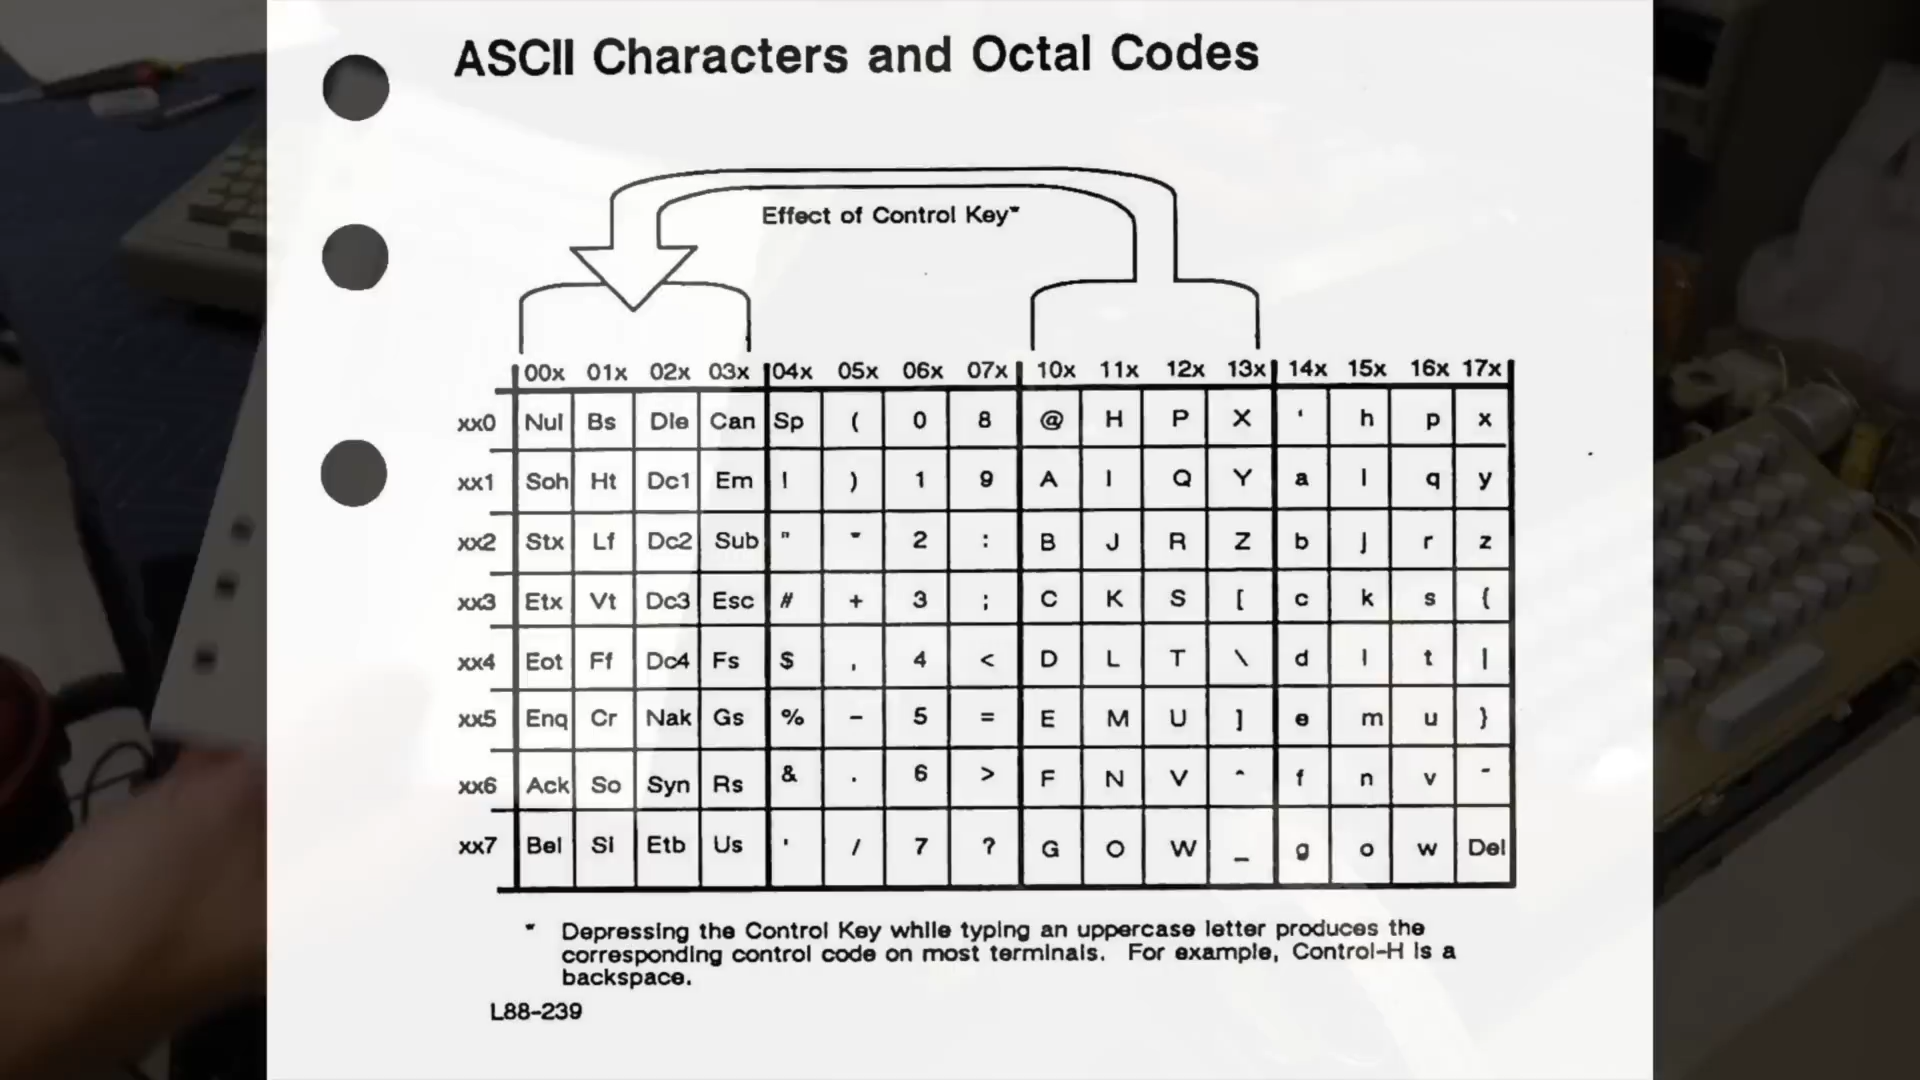 ASCII Characters and Octal Codes
Effect of Control Key*
00x 01x 02x 03x 04x 05x 06x 07x 10x 11x 12x 13x 14x 15x 16x 17x
xx0 Nul Bs Dle Can Sp ( 0 8 @ H P X ` h p x
xx1 Soh Ht Dc1 Em ! ) 1 9 A I Q Y a i q y
xx2 Stx Lf Dc2 Sub " * 2 : B J R Z b j r z
xx3 Etx Vt Dc3 Esc # + 3 ; C K S [ c k s {
xx4 Eot Ff Dc4 Fs $ , 4 < D L T \ d l t |
xx5 Enq Cr Nak Gs % - 5 = E M U ] e m u }
xx6 Ack So Syn Rs & . 6 > F N V ^ f n v ~
xx7 Bel Si Etb Us ' / 7 ? G O W _ g o w Del
* Depressing the Control Key while typing an uppercase letter produces the
corresponding control code on most terminals. For example, Control-H is a
backspace.
L88-239